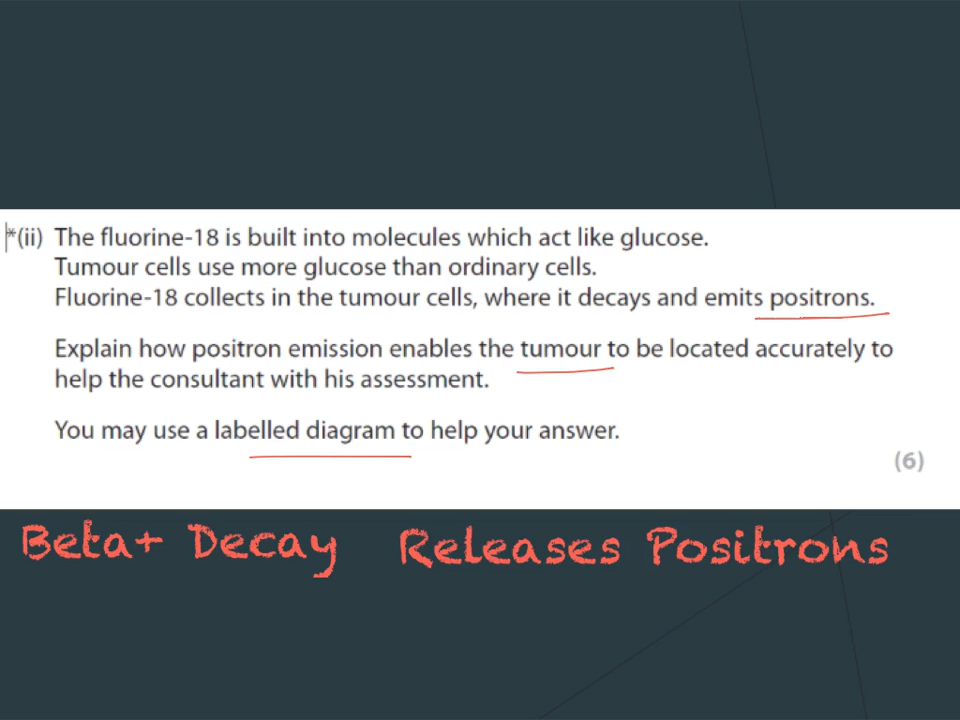 *(ii) The fluorine-18 is built into molecules which act like glucose.
Tumour cells use more glucose than ordinary cells.
Fluorine-18 collects in the tumour cells, where it decays and emits positrons.
Explain how positron emission enables the tumour to be located accurately to
help the consultant with his assessment.
You may use a labelled diagram to help your answer.
(6)
Beta+ Decay Releases Positrons